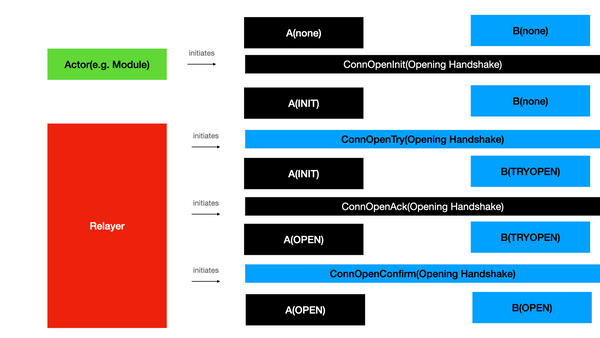 A(none)
B(none)
Actor(e.g. Module)
initiates
ConnOpenInit(Opening Handshake)
A(INIT)
B(none)
Relayer
initiates
ConnOpenTry(Opening Handshake)
A(INIT)
B(TRYOPEN)
initiates
ConnOpenAck(Opening Handshake)
A(OPEN)
B(TRYOPEN)
initiates
ConnOpenConfirm(Opening Handshake)
A(OPEN)
B(OPEN)